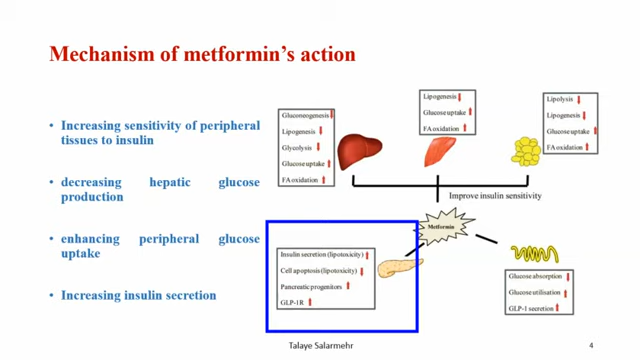 Mechanism of metformin's action
• Increasing sensitivity of peripheral
tissues to insulin
• decreasing hepatic glucose
production
• enhancing peripheral glucose
uptake
• Increasing insulin secretion
Gluconeogenesis
Lipogenesis
Glycolysis
Glucose uptake
FA oxidation
Lipogenesis
Glucose uptake
FA oxidation
Lipolysis
Lipogenesis
Glucose uptake
FA oxidation
Improve insulin sensitivity
Metformin
Insulin secretion (lipotoxicity)
Cell apoptosis (lipotoxicity)
Pancreatic progenitors
GLP-1R
Glucose absorption
Glucose utilisation
GLP-1 secretion
Talaye Salarmehr
4